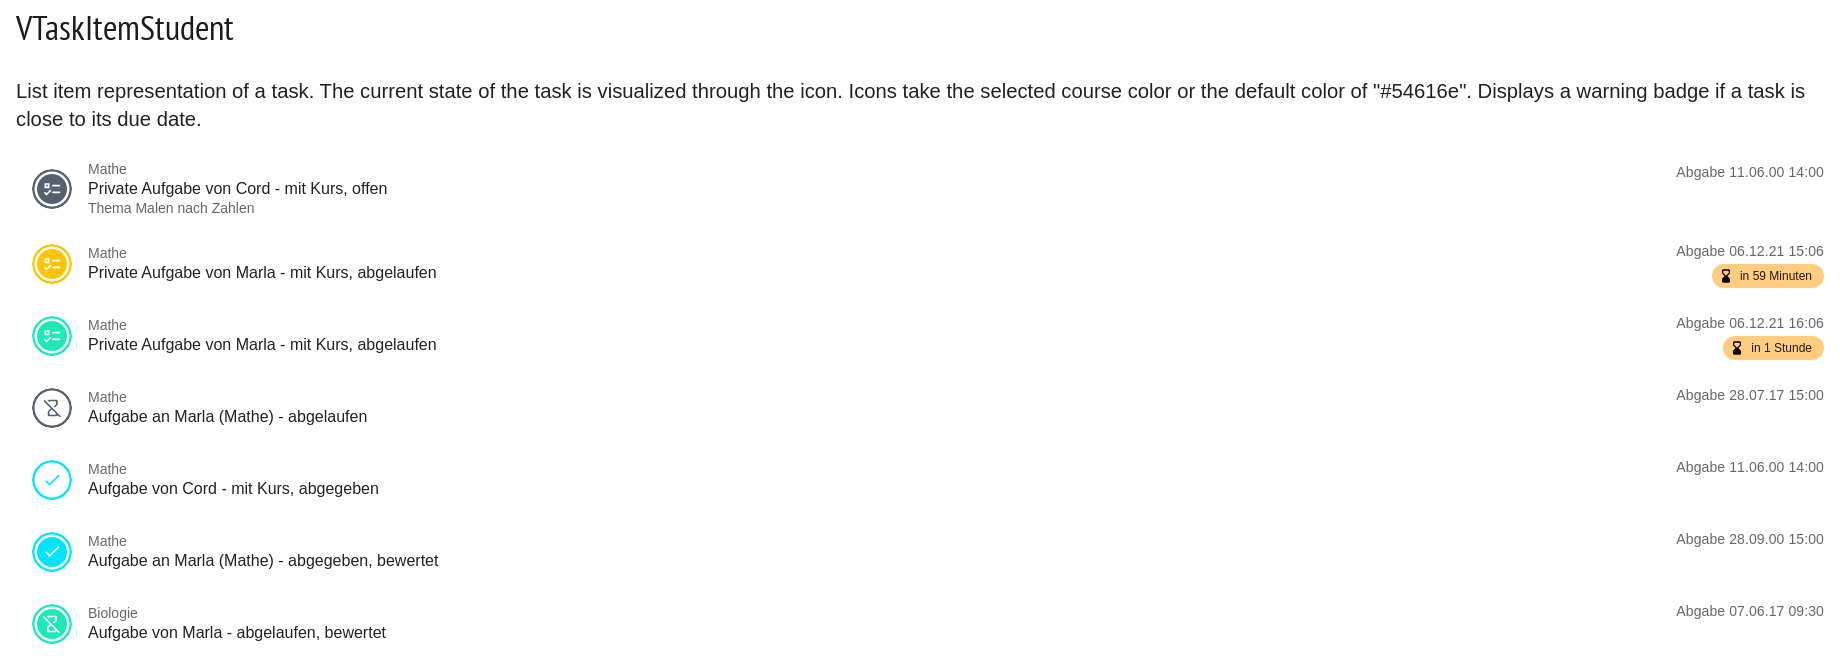 VTaskItemStudent
List item representation of a task. The current state of the task is visualized through the icon. Icons take the selected course color or the default color of "#54616e". Displays a warning badge if a task is
close to its due date.
Mathe
Abgabe 11.06.00 14:00
Private Aufgabe von Cord - mit Kurs, offen
Thema Malen nach Zahlen
Mathe
Abgabe 06.12.21 15:06
Private Aufgabe von Marla - mit Kurs, abgelaufen
in 59 Minuten
Mathe
Abgabe 06.12.21 16:06
Private Aufgabe von Marla - mit Kurs, abgelaufen
in 1 Stunde
Mathe
Abgabe 28.07.17 15:00
Aufgabe an Marla (Mathe) - abgelaufen
Mathe
Abgabe 11.06.00 14:00
Aufgabe von Cord - mit Kurs, abgegeben
Mathe
Abgabe 28.09.00 15:00
Aufgabe an Marla (Mathe) - abgegeben, bewertet
Biologie
Abgabe 07.06.17 09:30
Aufgabe von Marla - abgelaufen, bewertet